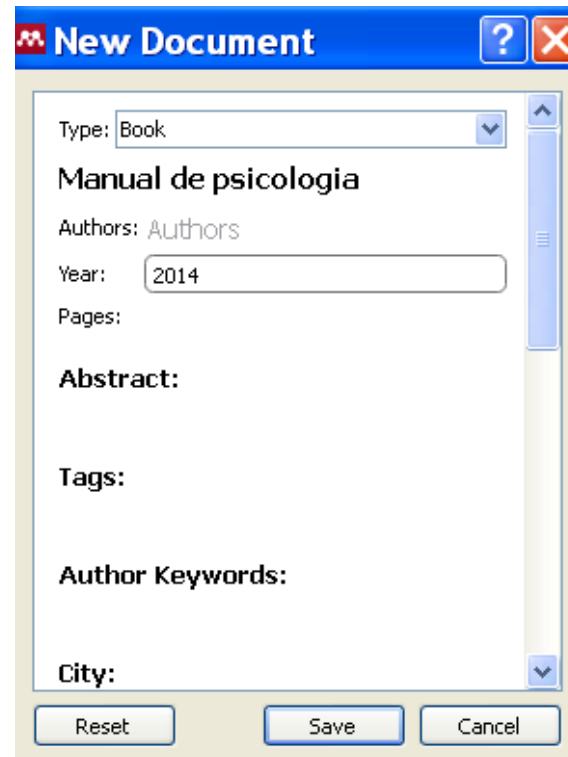 New Document ?
Type: Book
Manual de psicologia
Authors: Authors
Year: 2014
Pages:
Abstract:
Tags:
Author Keywords:
City:
Reset Save Cancel